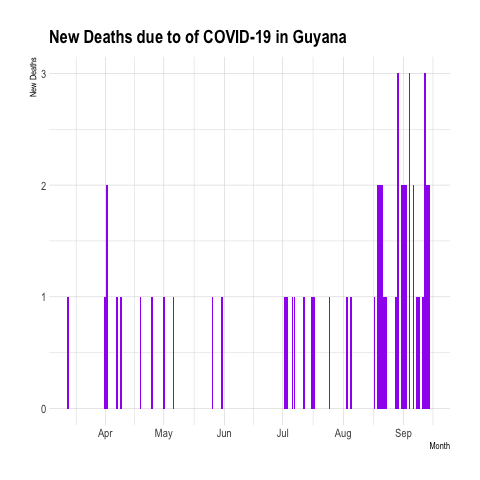 New Deaths due to of COVID-19 in Guyana
New Deaths
3
2
1
0
Apr May Jun Jul Aug Sep
Month